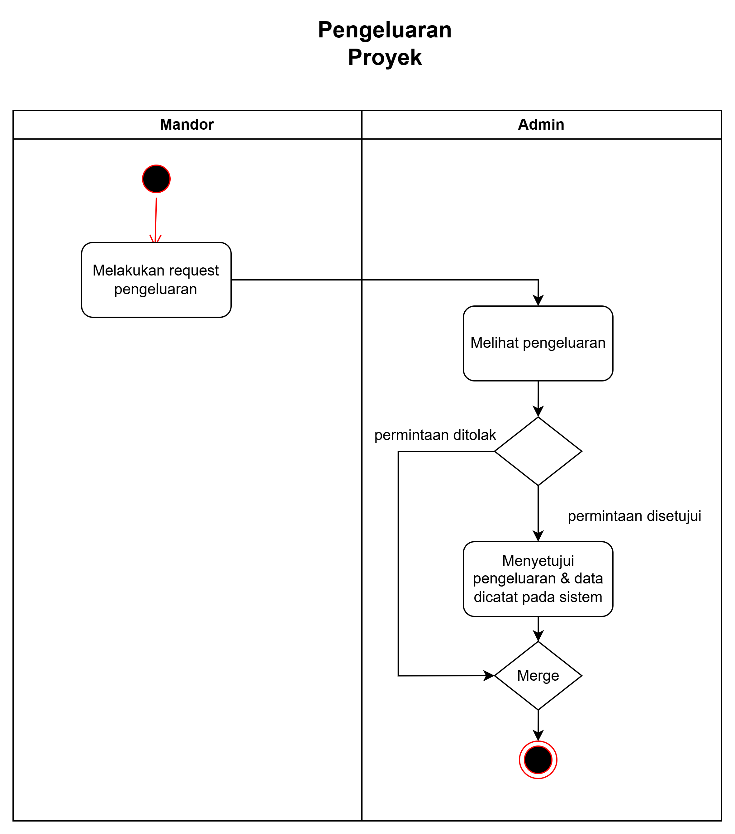 Pengeluaran
Proyek
Mandor
Admin
Melakukan request
pengeluaran
Melihat pengeluaran
permintaan ditolak
permintaan disetujui
Menyetujui
pengeluaran & data
dicatat pada sistem
Merge